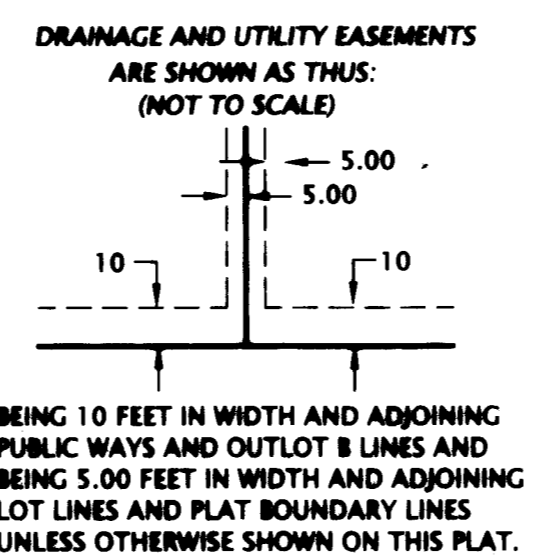 DRAINAGE AND UTILITY EASEMENTS
ARE SHOWN AS THUS:
(NOT TO SCALE)
5.00
5.00
10 10
BEING 10 FEET IN WIDTH AND ADJOINING
PUBLIC WAYS AND OUTLOT B LINES AND
BEING 5.00 FEET IN WIDTH AND ADJOINING
LOT LINES AND PLAT BOUNDARY LINES
UNLESS OTHERWISE SHOWN ON THIS PLAT.